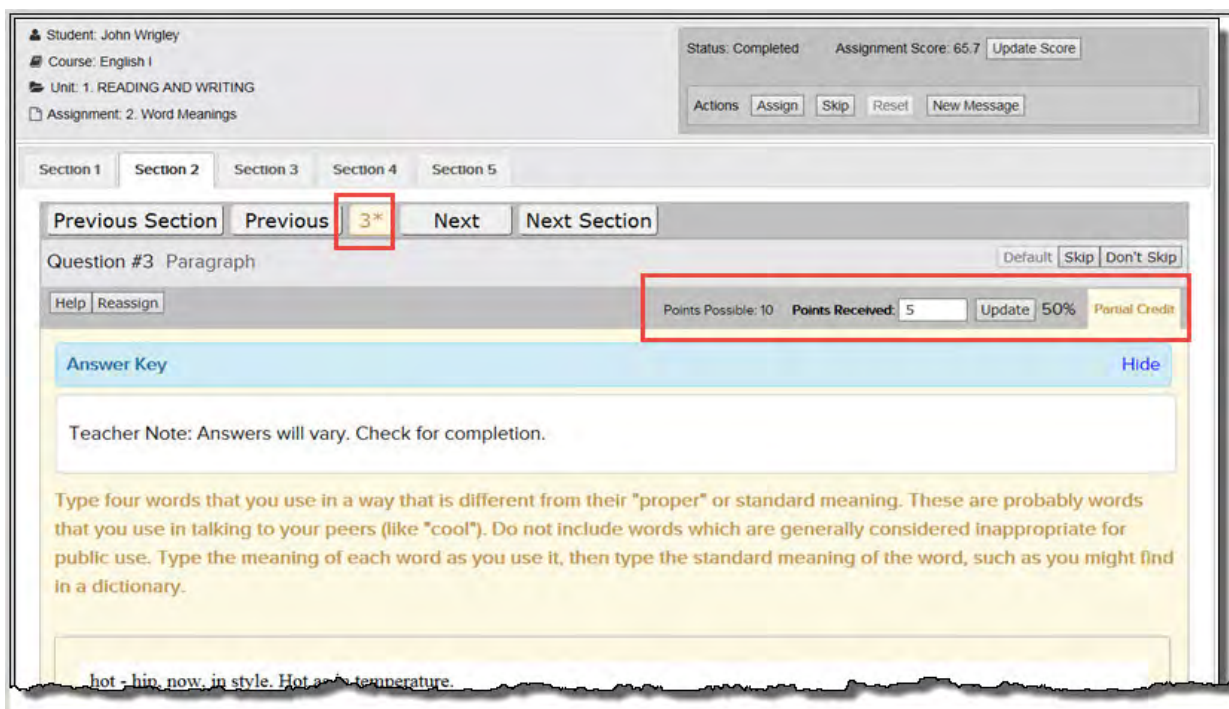 Student: John Wrigley
Course: English I
Unit: 1. READING AND WRITING
Assignment: 2. Word Meanings
Status: Completed Assignment Score: 65.7 Update Score
Actions Assign Skip Reset New Message
Section 1 Section 2 Section 3 Section 4 Section 5
Previous Section Previous 3* Next Next Section
Question #3 Paragraph Default Skip Don't Skip
Help Reassign Points Possible: 10 Points Received: 5 Update 50% Partial Credit
Answer Key Hide
Teacher Note: Answers will vary. Check for completion.
Type four words that you use in a way that is different from their "proper" or standard meaning. These are probably words
that you use in talking to your peers (like "cool"). Do not include words which are generally considered inappropriate for
public use. Type the meaning of each word as you use it, then type the standard meaning of the word, such as you might find
in a dictionary.
hot - hip, now, in style. Hot as in temperature.